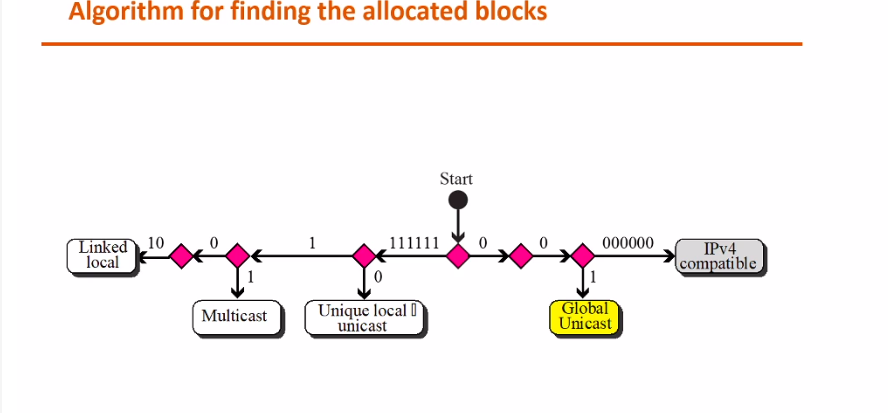 Algorithm for finding the allocated blocks
Start
Linked
local
10
0
1
111111
0
0
000000
IPv4
compatible
1
0
1
Multicast
Unique local
unicast
Global
Unicast